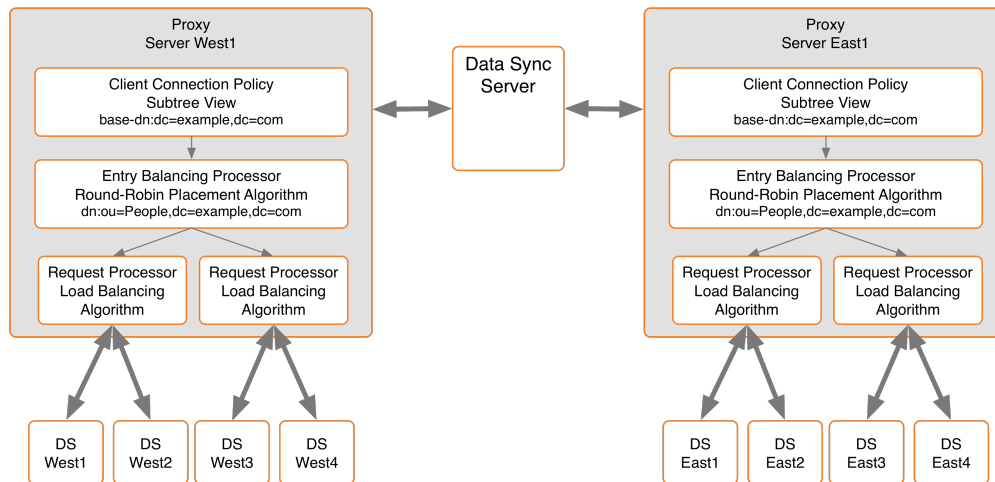 Proxy
Server West1
Client Connection Policy
Subtree View
base-dn:dc=example,dc=com
Entry Balancing Processor
Round-Robin Placement Algorithm
dn:ou=People,dc=example,dc=com
Request Processor
Load Balancing
Algorithm
Request Processor
Load Balancing
Algorithm
DS
West1
DS
West2
DS
West3
DS
West4
Data Sync
Server
Proxy
Server East1
Client Connection Policy
Subtree View
base-dn:dc=example,dc=com
Entry Balancing Processor
Round-Robin Placement Algorithm
dn:ou=People,dc=example,dc=com
Request Processor
Load Balancing
Algorithm
Request Processor
Load Balancing
Algorithm
DS
East1
DS
East2
DS
East3
DS
East4